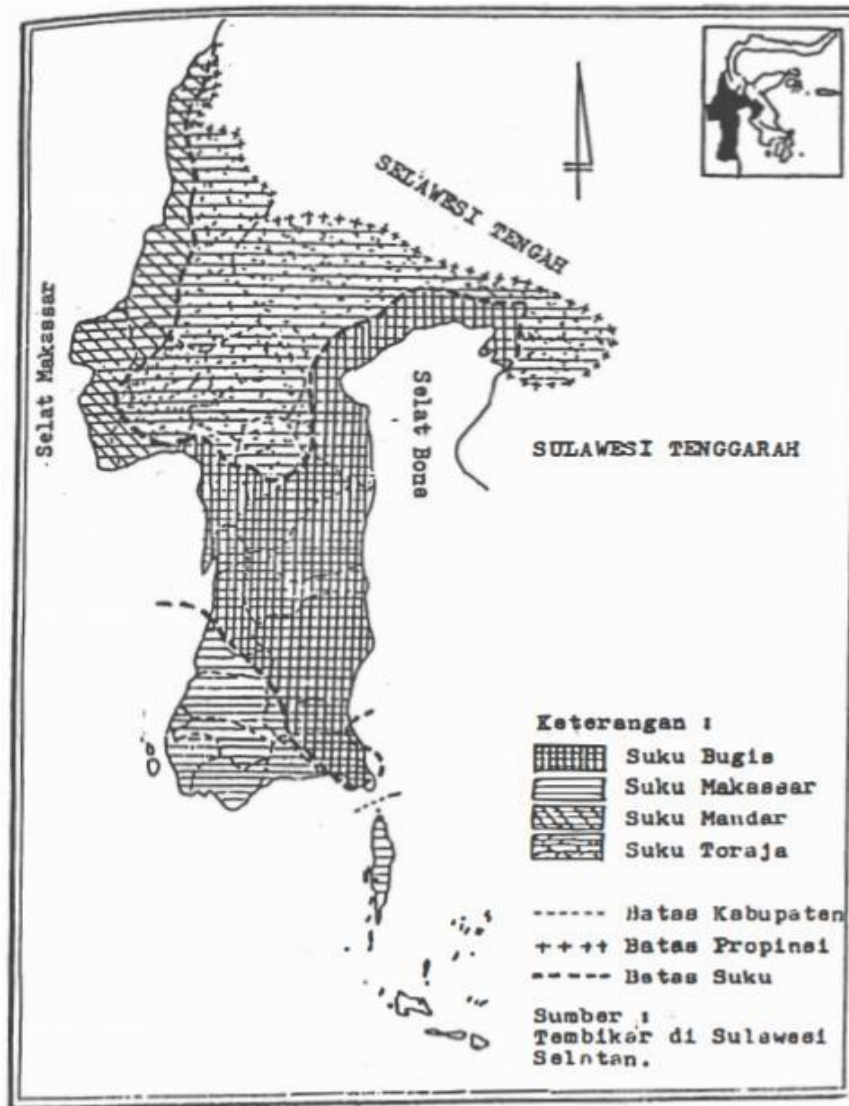 SELAWESI TENGAH
Selat Makassar
Selat Bone
SULAWESI TENGGARAH
Keterangan :
Suku Bugis
Suku Makassar
Suku Mandar
Suku Toraja
Batas Kabupaten
Batas Propinsi
Batas Suku
Sumber :
Tembikar di Sulawesi
Selatan.